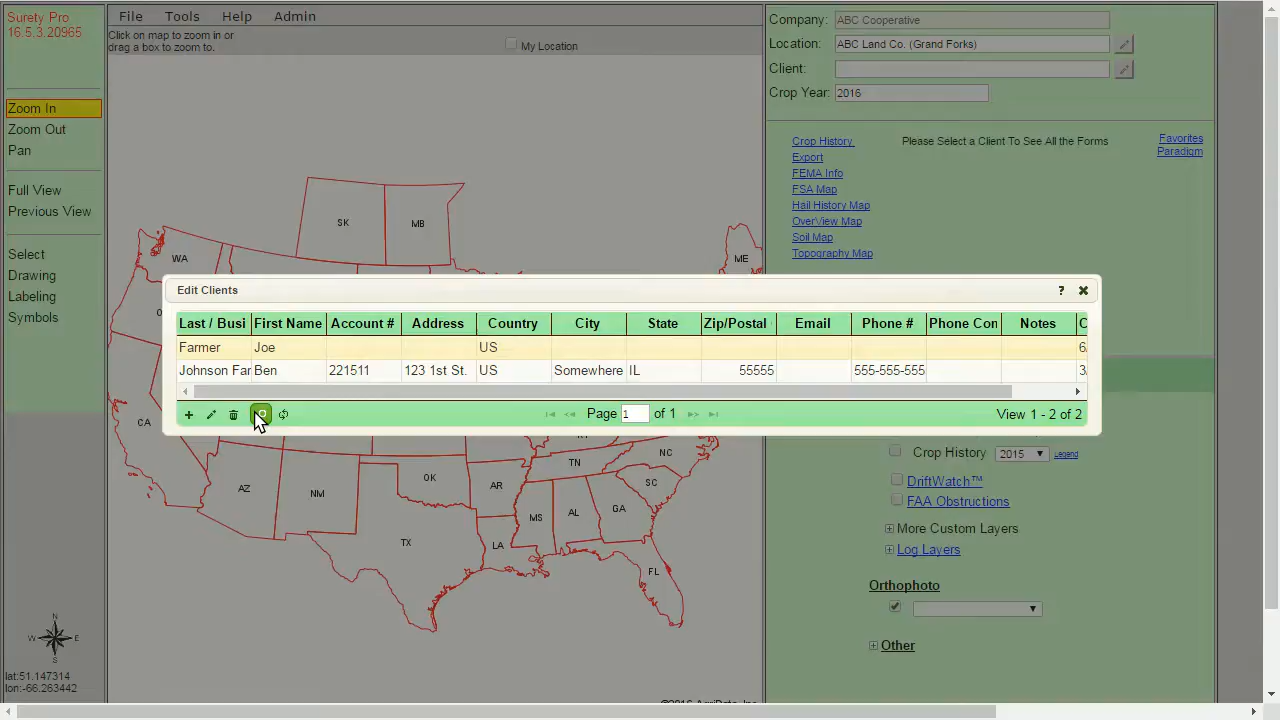 Surety Pro
16.5.3.20965
File Tools Help Admin
Click on map to zoom in or
drag a box to zoom to.
My Location
Company: ABC Cooperative
Location: ABC Land Co. (Grand Forks)
Client:
Crop Year: 2016
Zoom In
Zoom Out
Pan
Full View
Previous View
Select
Drawing
Labeling
Symbols
Crop History
Export
FEMA Info
FSA Map
Hail History Map
OverView Map
Soil Map
Topography Map
Please Select a Client To See All the Forms
Favorites
Paradigm
SK
MB
WA
ME
Edit Clients
?
Last / Busi First Name Account # Address Country City State Zip/Postal Email Phone # Phone Con Notes C
Farmer Joe US 6
Johnson Far Ben 221511 123 1st St. US Somewhere IL 55555 555-555-555 3
Page 1 of 1
View 1 - 2 of 2
CA
AZ
NM
OK
TX
AR
LA
TN
MS
AL
GA
NC
SC
FL
Crop History 2015 Legend
DriftWatch™
FAA Obstructions
More Custom Layers
Log Layers
Orthophoto
Other
N
W E
S
lat:51.147314
lon:-66.263442